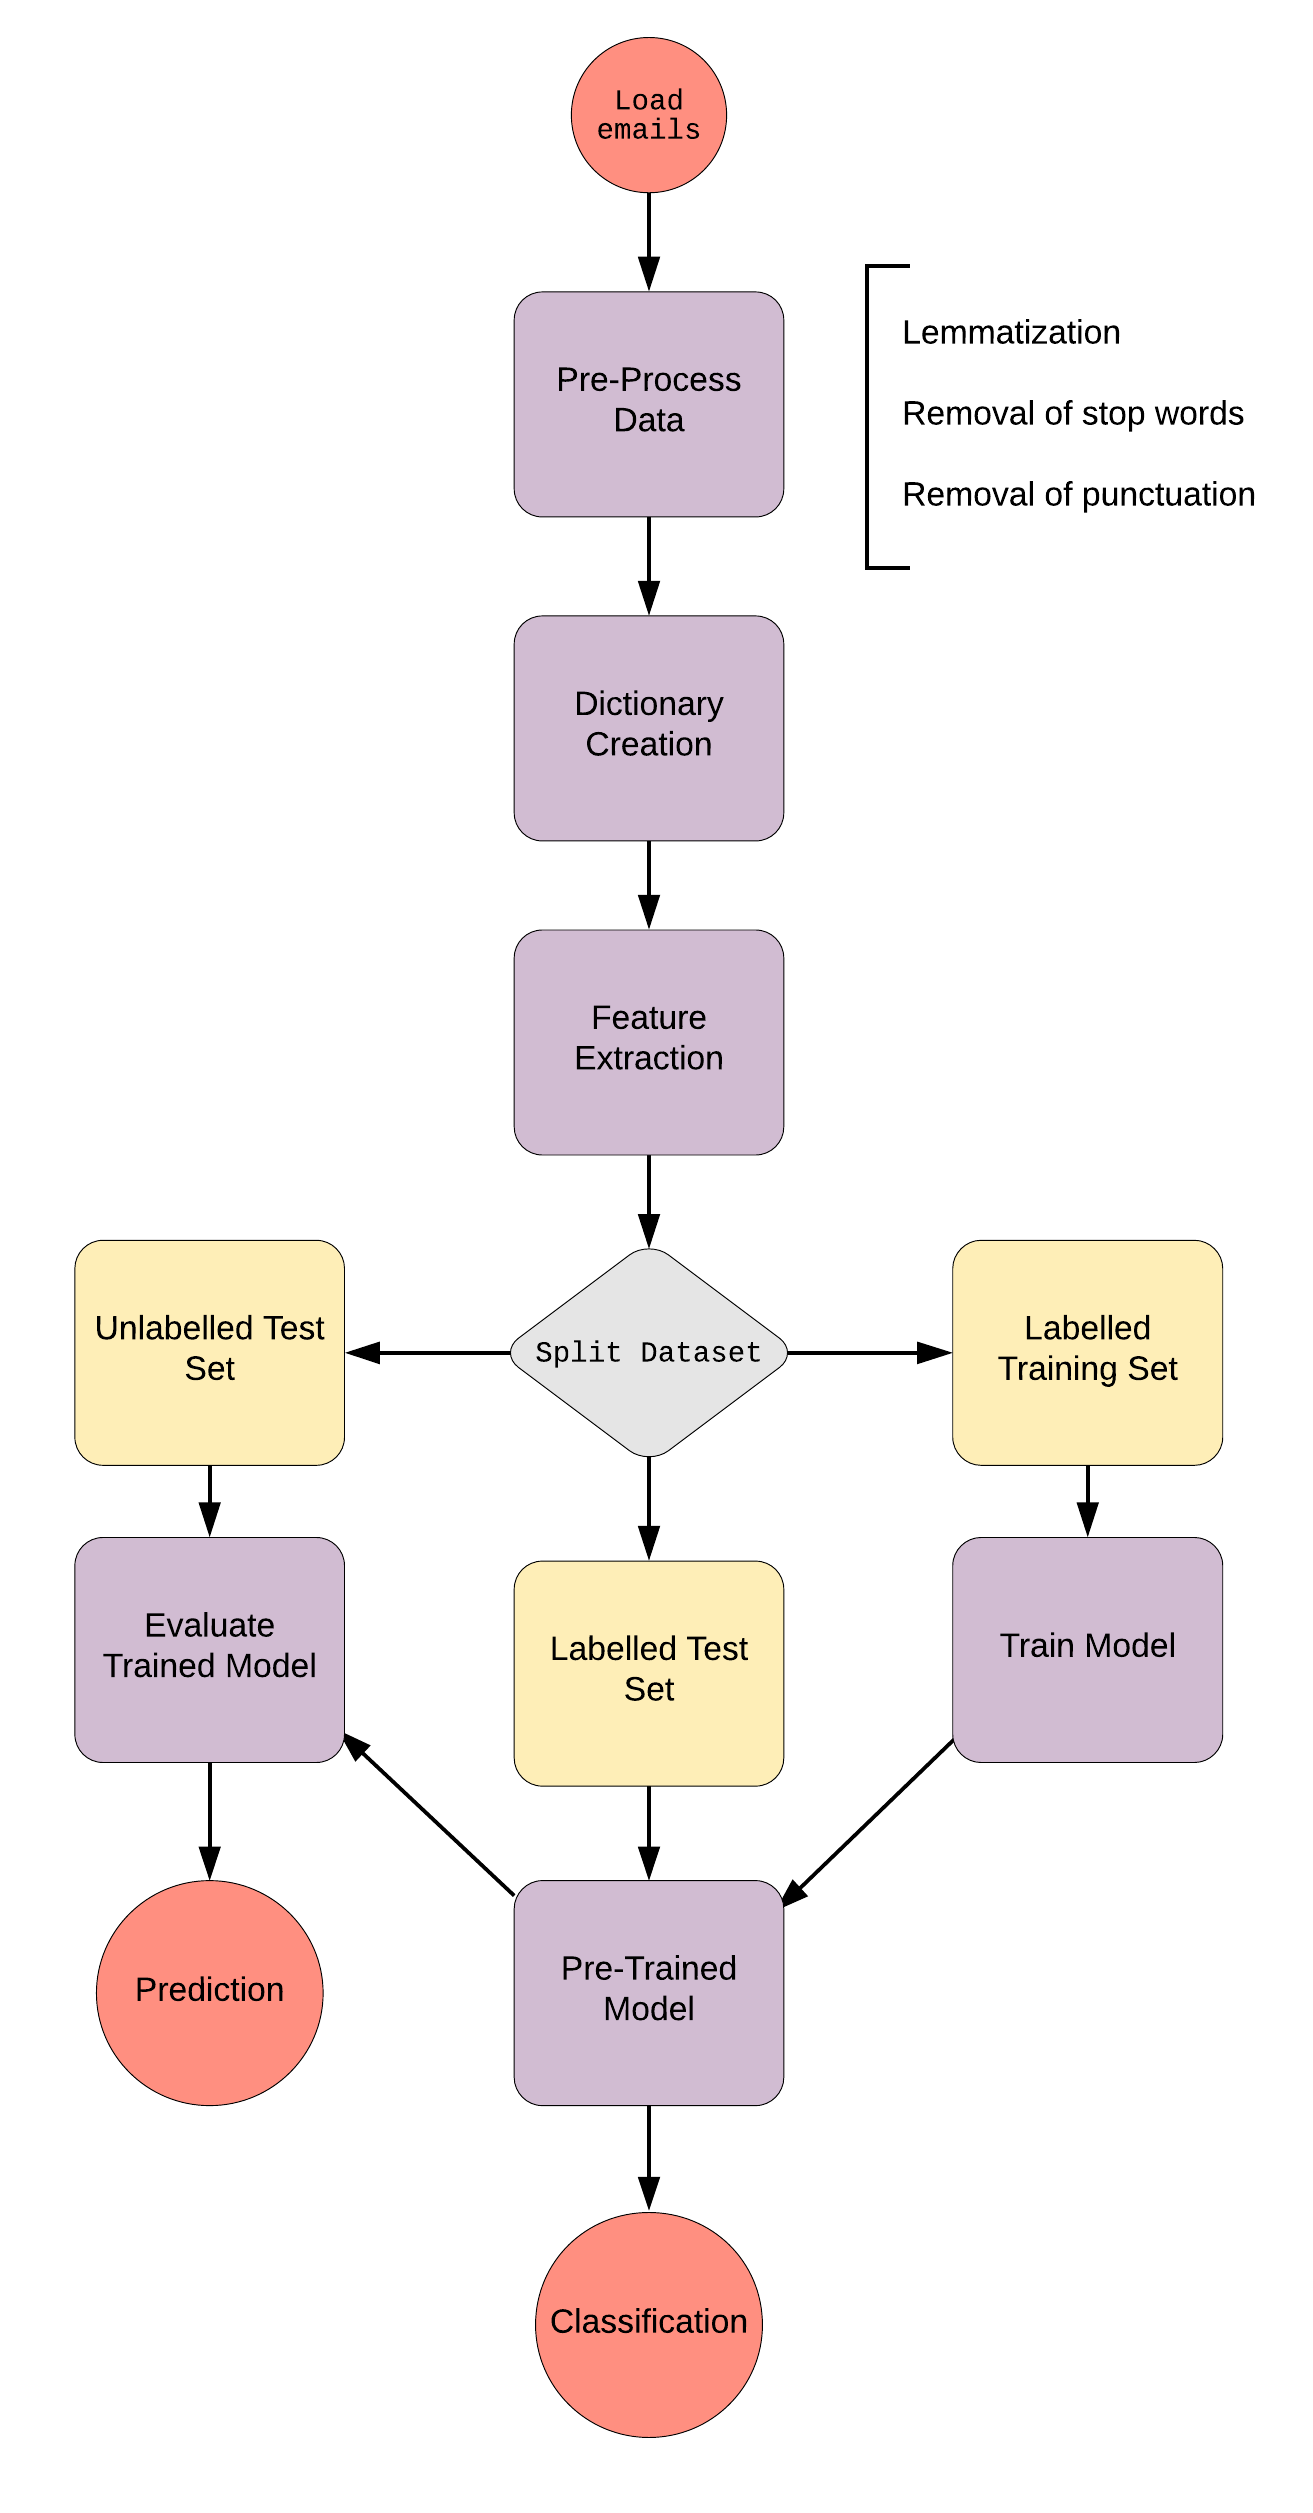 Load
emails
Pre-Process
Data
Lemmatization
Removal of stop words
Removal of punctuation
Dictionary
Creation
Feature
Extraction
Unlabelled Test
Set
Split Dataset
Labelled
Training Set
Evaluate
Trained Model
Labelled Test
Set
Train Model
Prediction
Pre-Trained
Model
Classification